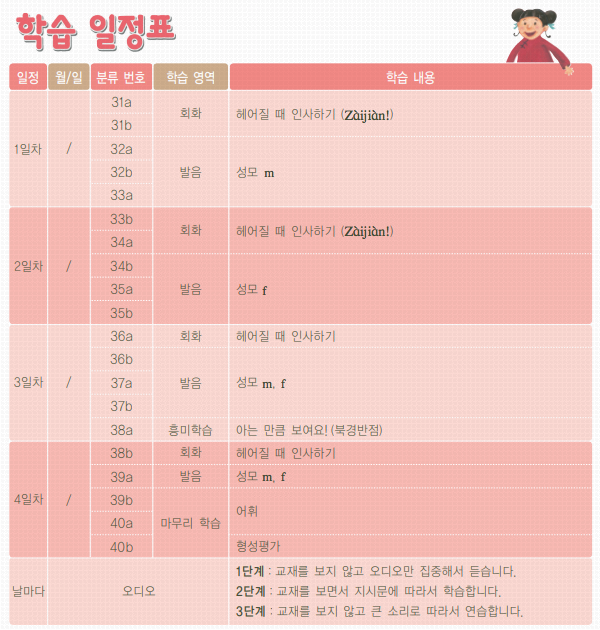 학습 일정표
일정 월/일 분류 번호 학습 영역 학습 내용
1일차 /
31a
31b
회화 헤어질 때 인사하기 (Zàijiàn!)
32a
32b
33a
발음 성모 m
2일차 /
33b
34a
회화 헤어질 때 인사하기 (Zàijiàn!)
34b
35a
35b
발음 성모 f
3일차 /
36a 회화 헤어질 때 인사하기
36b
37a
37b
발음 성모 m, f
38a 흥미학습 아는 만큼 보여요! (북경반점)
4일차 /
38b 회화 헤어질 때 인사하기
39a 발음 성모 m, f
39b
40a
마무리 학습 어휘
40b 형성평가
날마다 오디오
1단계 : 교재를 보지 않고 오디오만 집중해서 듣습니다.
2단계 : 교재를 보면서 지시문에 따라서 학습합니다.
3단계 : 교재를 보지 않고 큰 소리로 따라서 연습합니다.